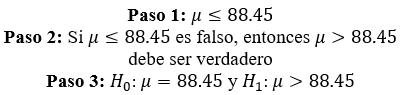 Paso 1: μ ≤ 88.45
Paso 2: Si μ ≤ 88.45 es falso, entonces μ > 88.45
debe ser verdadero
Paso 3: H₀: μ = 88.45 y H₁: μ > 88.45